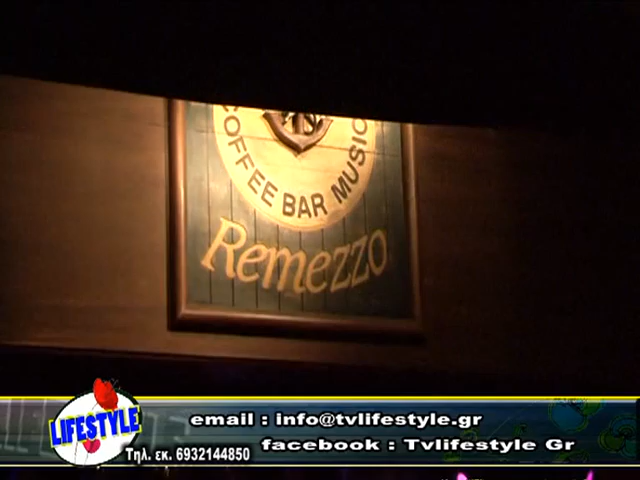 COFFEE BAR MUSIC
Remezzo
LIFESTYLE
email : info@tvlifestyle.gr
facebook : Tvlifestyle Gr
Τηλ. εκ. 6932144850